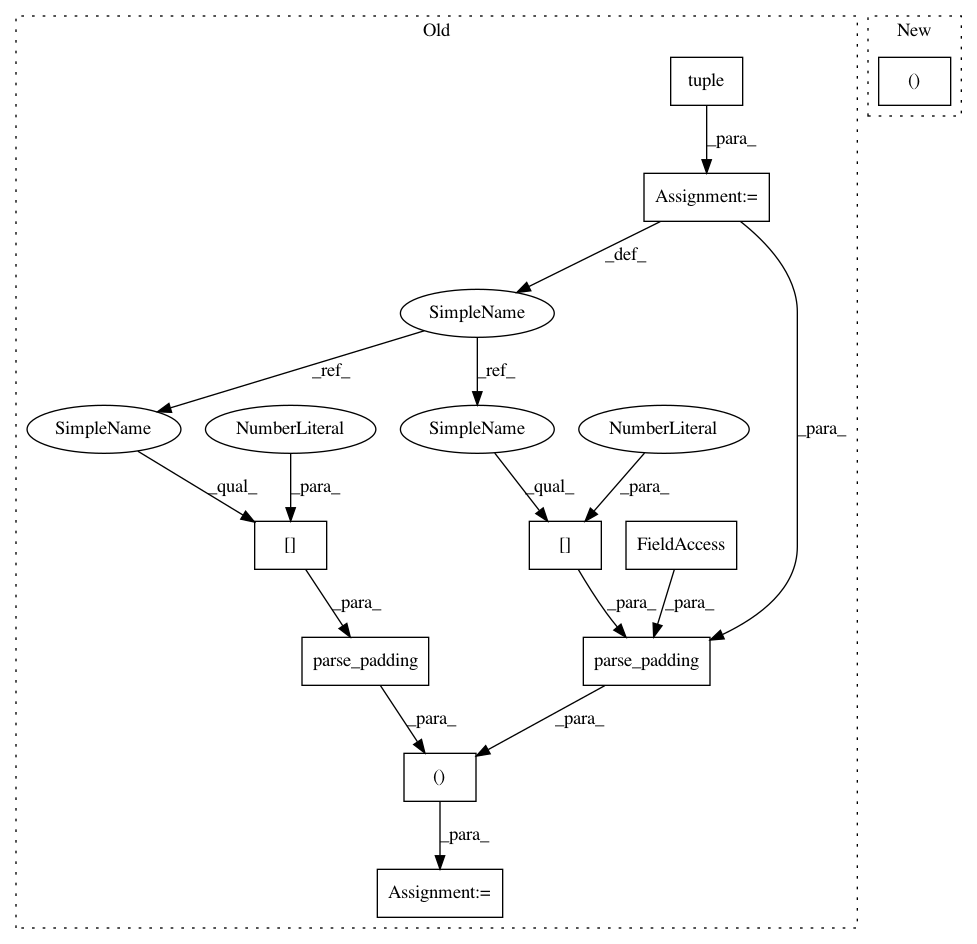 Old
New
tuple
()
_para_
Assignment:=
_def_
SimpleName
_ref_
_ref_
SimpleName
NumberLiteral
SimpleName
NumberLiteral
_para_
_qual_
_para_
_qual_
_para_
[]
[]
FieldAccess
_para_
_para_
_para_
parse_padding
parse_padding
_para_
_para_
()
_para_
Assignment:=